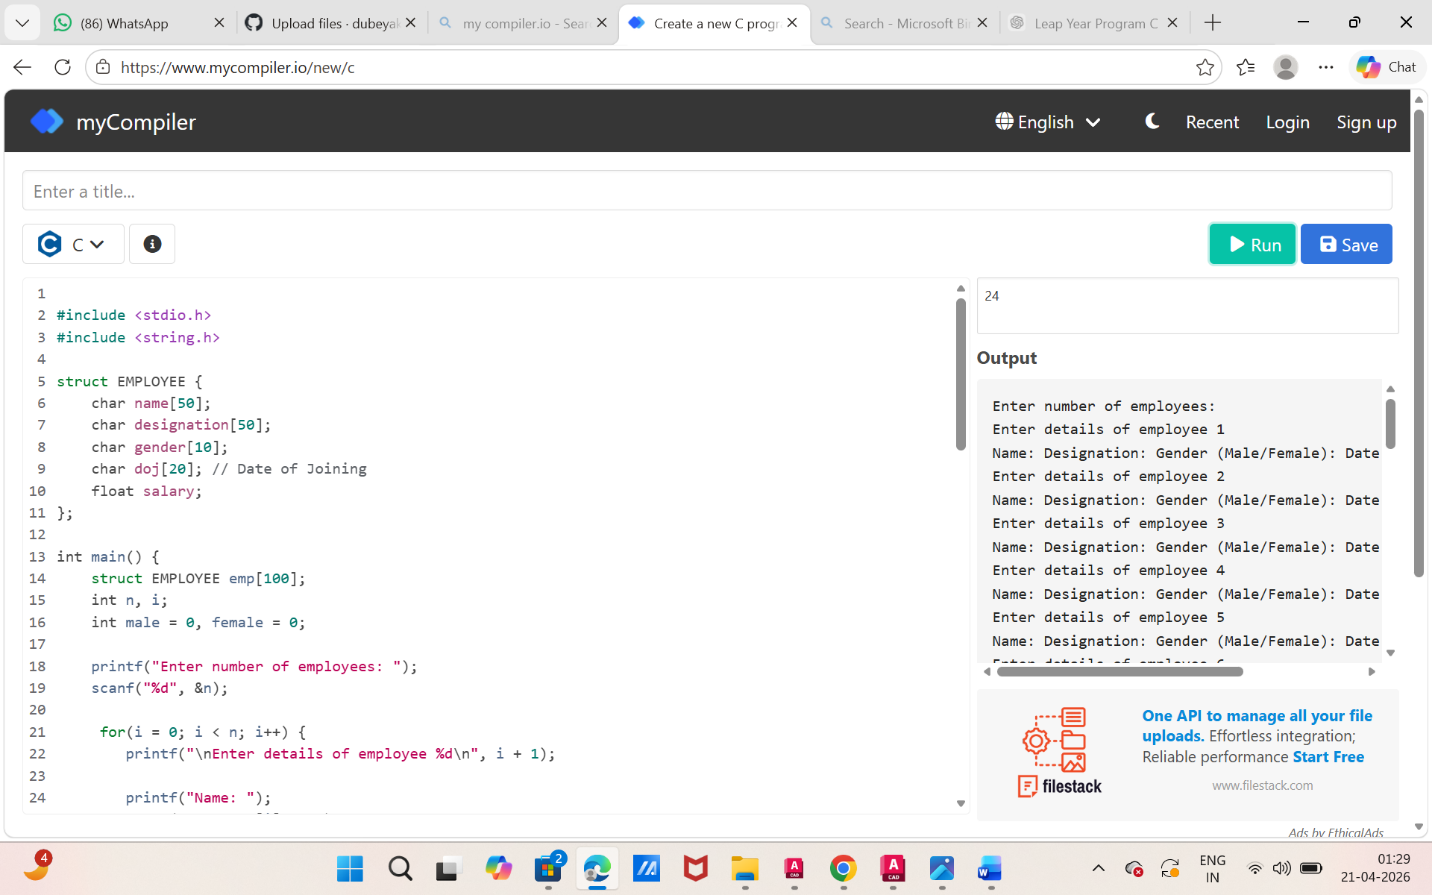 (86) WhatsApp
Upload files · dubeyak
my compiler.io - Sear
Create a new C progr
Search - Microsoft Bi
Leap Year Program C
https://www.mycompiler.io/new/c
Chat
myCompiler
English
Recent
Login
Sign up
Enter a title...
C
Run
Save
1
2 #include <stdio.h>
3 #include <string.h>
4
5 struct EMPLOYEE {
6 char name[50];
7 char designation[50];
8 char gender[10];
9 char doj[20]; // Date of Joining
10 float salary;
11 };
12
13 int main() {
14 struct EMPLOYEE emp[100];
15 int n, i;
16 int male = 0, female = 0;
17
18 printf("Enter number of employees: ");
19 scanf("%d", &n);
20
21 for(i = 0; i < n; i++) {
22 printf("\nEnter details of employee %d\n", i + 1);
23
24 printf("Name: ");
24
Output
Enter number of employees:
Enter details of employee 1
Name: Designation: Gender (Male/Female): Date
Enter details of employee 2
Name: Designation: Gender (Male/Female): Date
Enter details of employee 3
Name: Designation: Gender (Male/Female): Date
Enter details of employee 4
Name: Designation: Gender (Male/Female): Date
Enter details of employee 5
Name: Designation: Gender (Male/Female): Date
filestack
One API to manage all your file
uploads. Effortless integration;
Reliable performance Start Free
www.filestack.com
Ads by EthicalAds
4
2
A
CAD
A
CAD
W
ENG
IN
01:29
21-04-2026